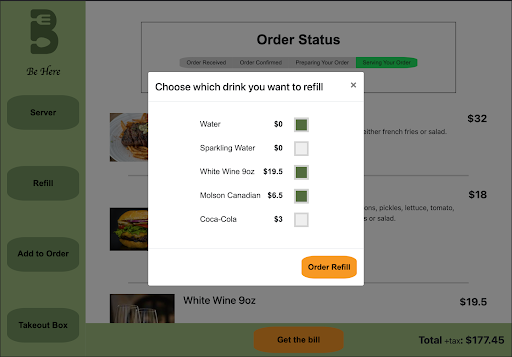 Be Here
Server
Refill
Add to Order
Takeout Box
Order Status
Order Received Order Confirmed Preparing Your Order Serving Your Order
$32
either french fries or salad.
$18
ons, pickles, lettuce, tomato,
s or salad.
Choose which drink you want to refill ×
Water $0
Sparkling Water $0
White Wine 9oz $19.5
Molson Canadian $6.5
Coca-Cola $3
Order Refill
White Wine 9oz $19.5
Get the bill
Total +tax: $177.45